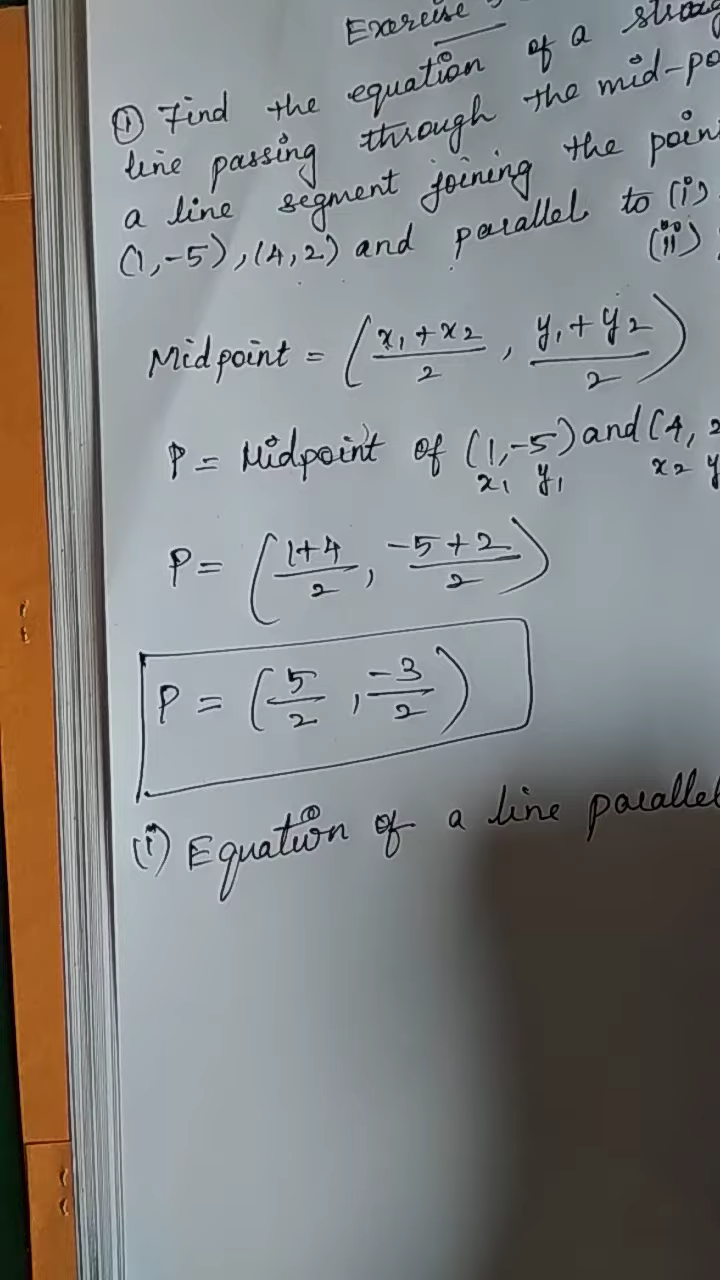 Exercise
① Find the equation of a
line passing through the mid-po
a line segment joining the poin
(1,-5), (4,2) and parallel to (i)
(ii)
Midpoint = (x₁+x₂/2, y₁+y₂/2)
P = Midpoint of (1,-5) and (4, 2
x₁ y₁ x₂ y
P = (1+4/2, -5+2/2)
P = (5/2, -3/2)
(i) Equation of a line parallel